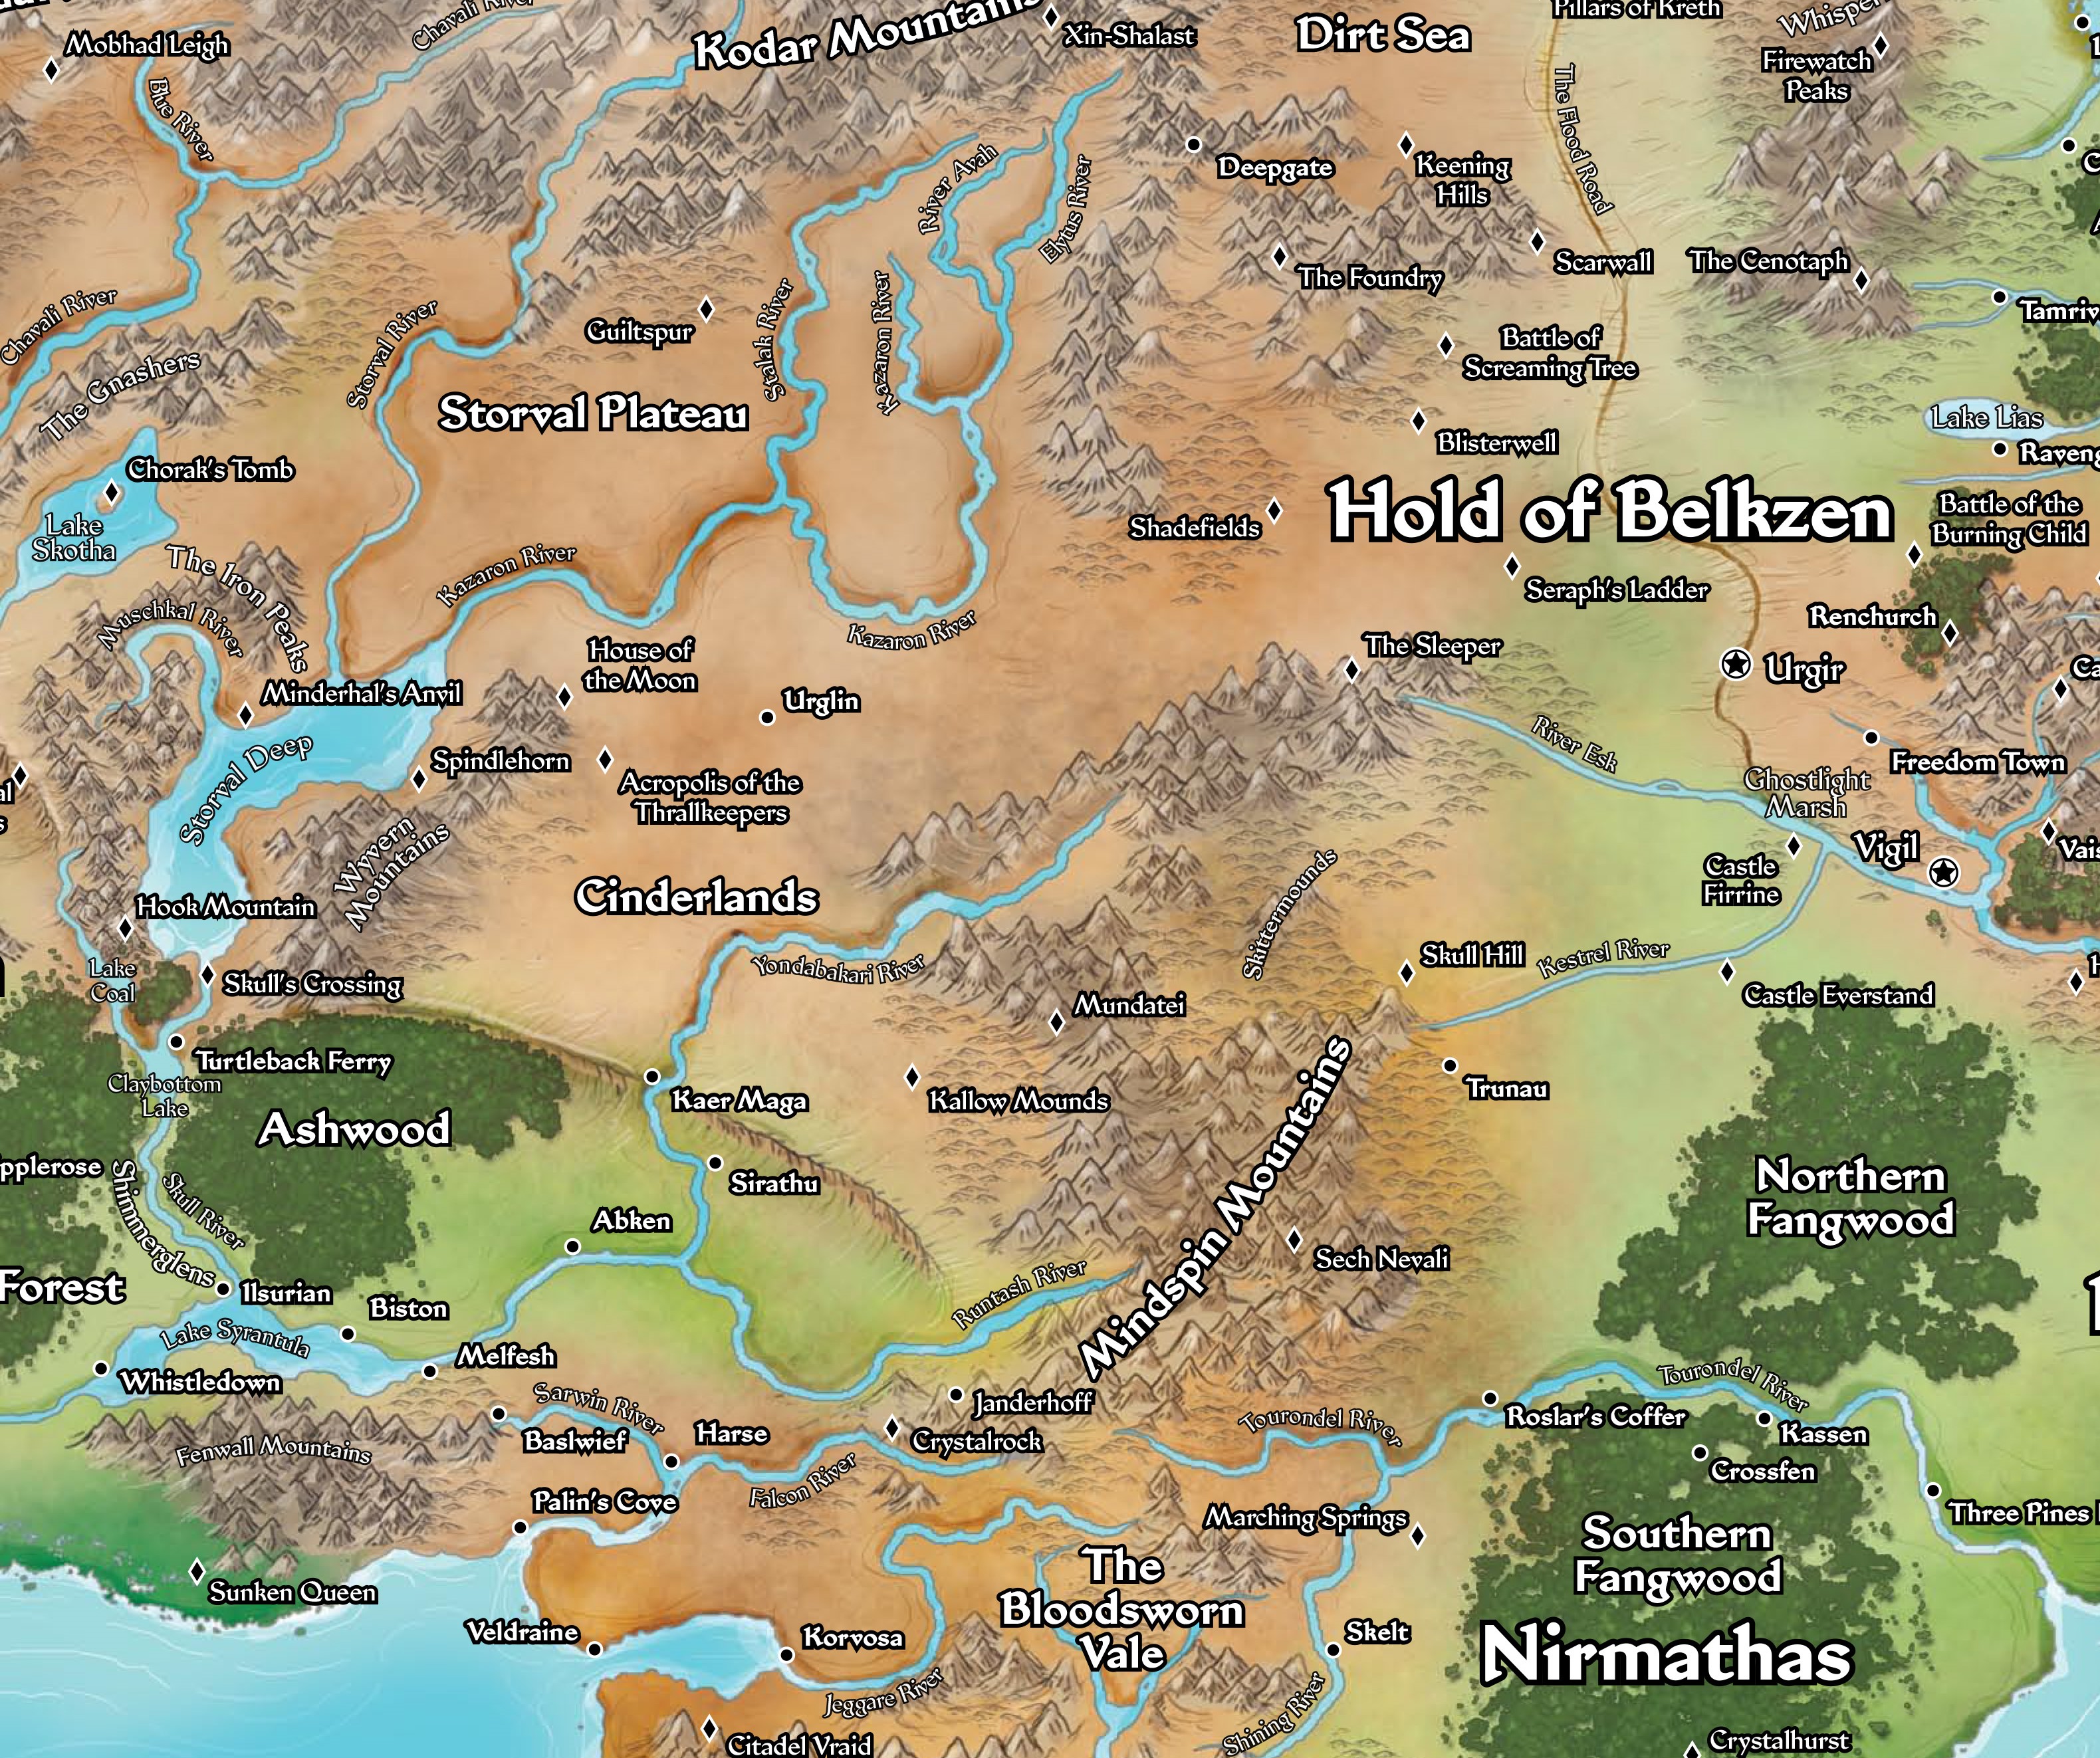 Mobhad Leigh
Chavali River
Kodar Mountains
Xin-Shalast
Dirt Sea
Pillars of Kreth
Firewatch
Peaks
Blue River
The Flood Road
River Avah
Elytus River
Deepgate
Keening
Hills
The Foundry
Scarwall
The Cenotaph
Chavali River
The Gnashers
Storval River
Guiltspur
Stalak River
Kazaron River
Battle of
Screaming Tree
Storval Plateau
Blisterwell
Lake Lias
Chorak's Tomb
Lake
Skotha
Shadefields
Hold of Belkzen
Battle of the
Burning Child
The Iron Peaks
Kazaron River
Seraph's Ladder
Muschkal River
Kazaron River
Renchurch
House of
the Moon
The Sleeper
Urgir
Minderhal's Anvil
Urglin
River Esk
Storval Deep
Spindlehorn
Acropolis of the
Thrallkeepers
Freedom Town
Ghostlight
Marsh
Wyvern
Mountains
Cinderlands
Skittermounds
Castle
Firrine
Vigil
Hook Mountain
Yondabakari River
Skull Hill
Kestrel River
Lake
Coal
Skull's Crossing
Mundatei
Castle Everstand
Turtleback Ferry
Claybottom
Lake
Ashwood
Kaer Maga
Kallow Mounds
Trunau
Mindspin Mountains
pplerose
Shimmerglens
Skull River
Sirathu
Northern
Fangwood
Abken
Sech Nevali
Forest
Ilsurian
Biston
Runtash River
Lake Syrantula
Melfesh
Whistledown
Sarwin River
Janderhoff
Tourondel River
Tourondel River
Roslar's Coffer
Kassen
Fenwall Mountains
Baslwief
Harse
Crystalrock
Crossfen
Falcon River
Palin's Cove
Marching Springs
Three Pines
Southern
Fangwood
The
Bloodsworn
Vale
Sunken Queen
Veldraine
Korvosa
Skelt
Nirmathas
Jeggare River
Shining River
Citadel Vraid
Crystalhurst